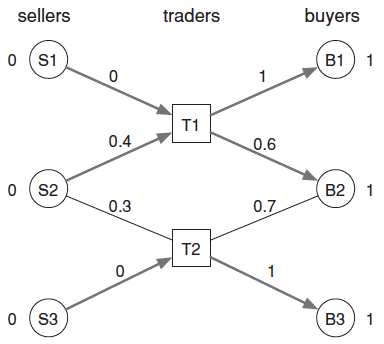 sellers traders buyers
0 S1 0 1 B1 1
T1
0.4 0.6
0 S2 0.3 0.7 B2 1
T2
0 1
0 S3 B3 1